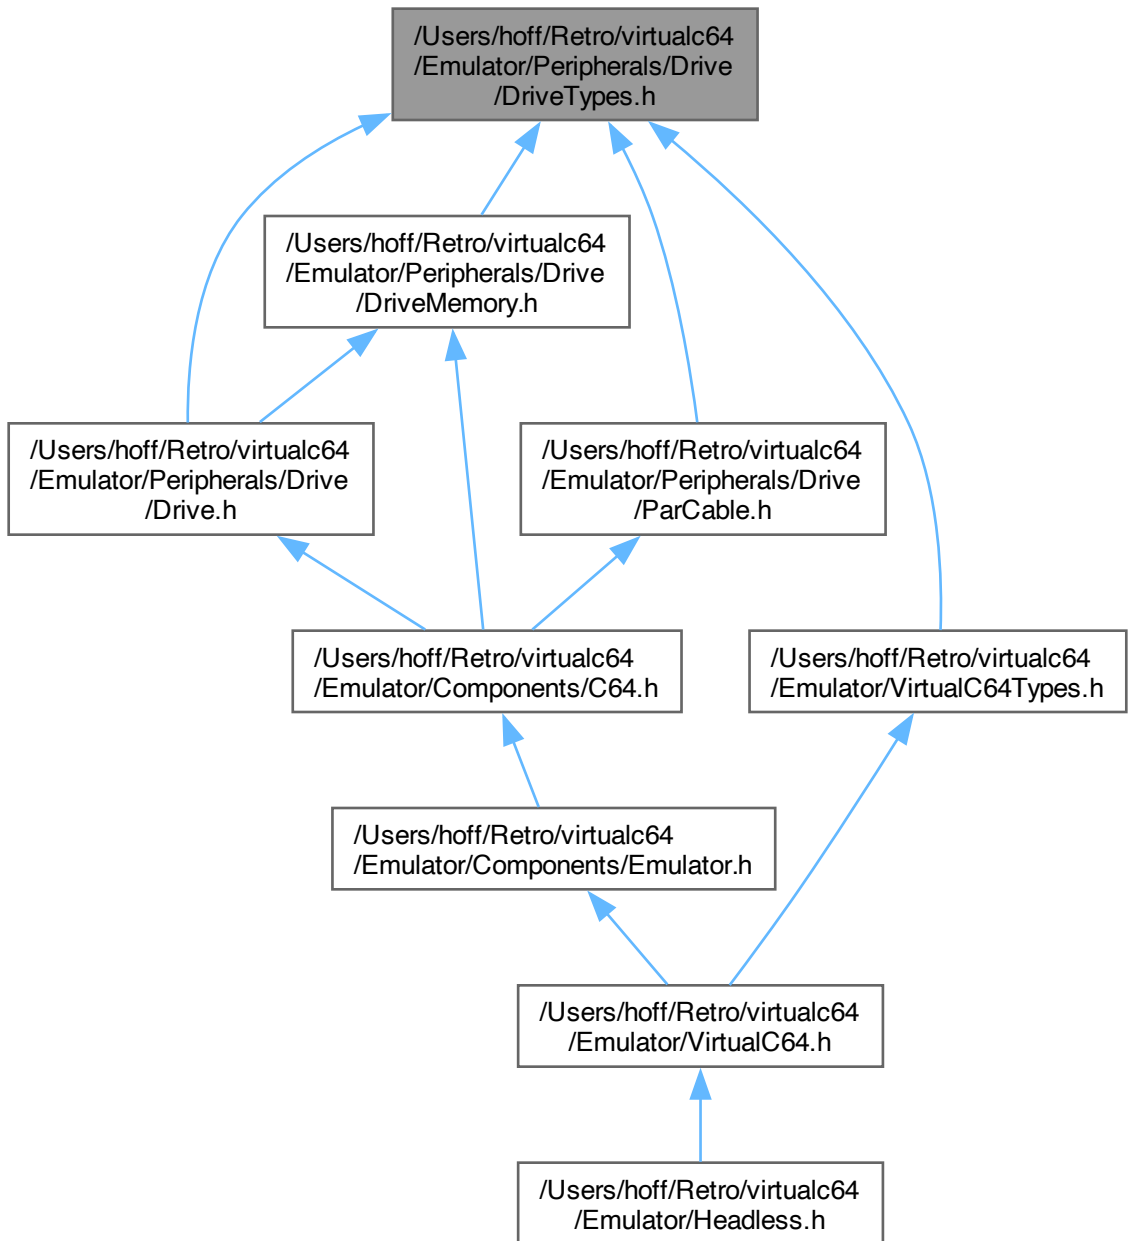 /Users/hoff/Retro/virtualc64
/Emulator/Peripherals/Drive
/DriveTypes.h
/Users/hoff/Retro/virtualc64
/Emulator/Peripherals/Drive
/DriveMemory.h
/Users/hoff/Retro/virtualc64
/Emulator/Peripherals/Drive
/Drive.h
/Users/hoff/Retro/virtualc64
/Emulator/Peripherals/Drive
/ParCable.h
/Users/hoff/Retro/virtualc64
/Emulator/Components/C64.h
/Users/hoff/Retro/virtualc64
/Emulator/VirtualC64Types.h
/Users/hoff/Retro/virtualc64
/Emulator/Components/Emulator.h
/Users/hoff/Retro/virtualc64
/Emulator/VirtualC64.h
/Users/hoff/Retro/virtualc64
/Emulator/Headless.h